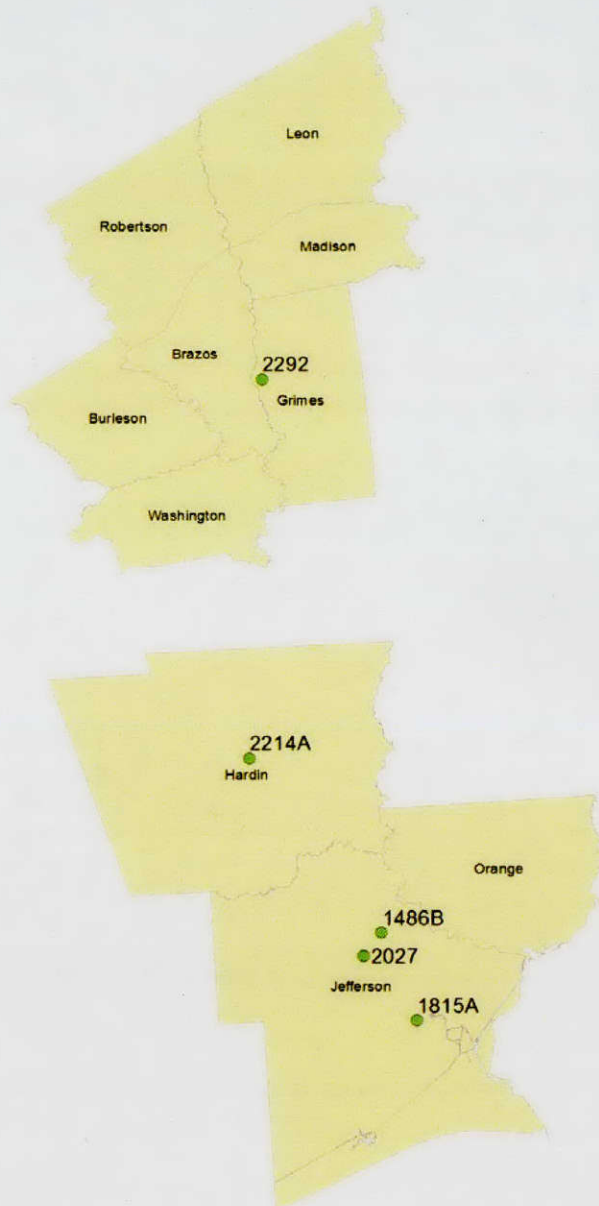 Leon
Robertson
Madison
Brazos
2292
Grimes
Burleson
Washington
2214A
Hardin
Orange
1486B
2027
Jefferson
1815A